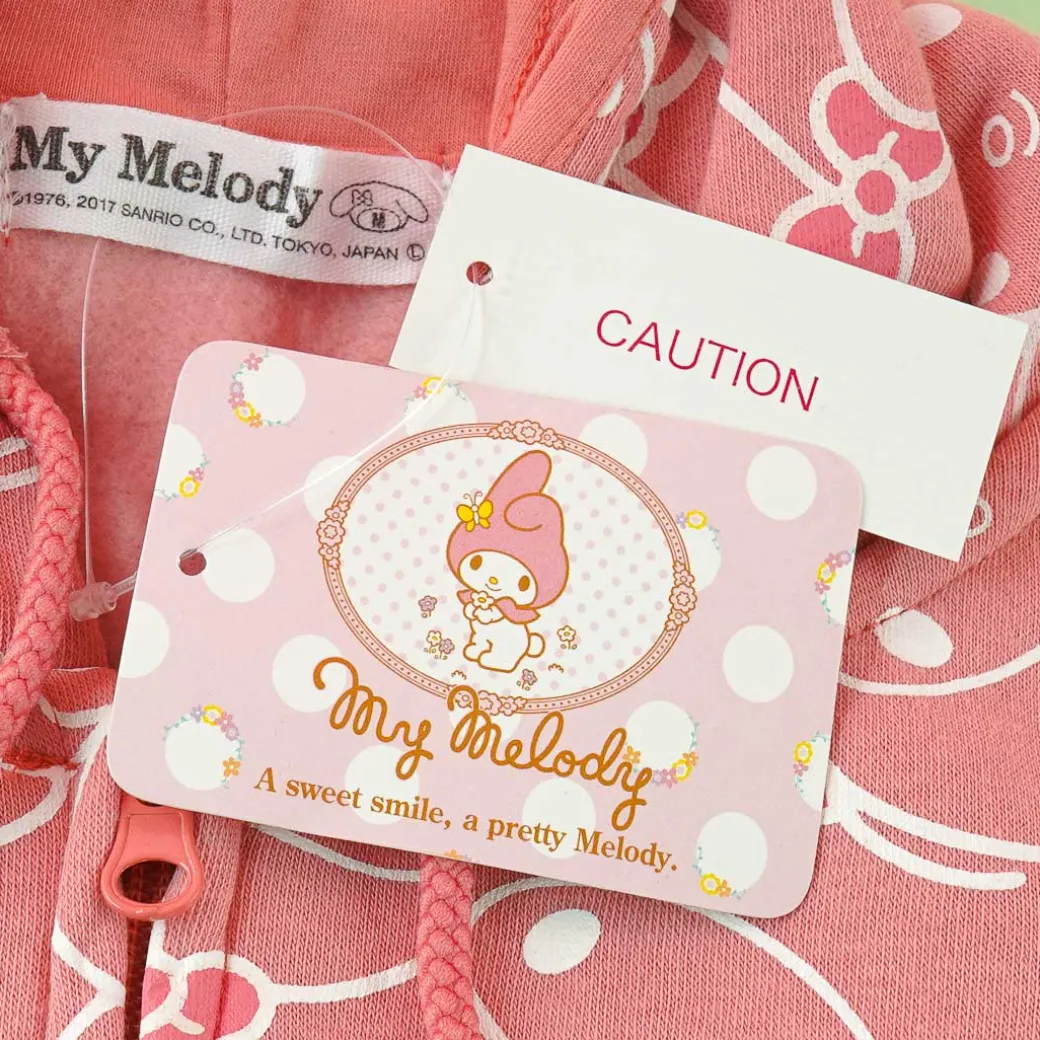 My Melody
©1976, 2017 SANRIO CO., LTD. TOKYO, JAPAN Ⓛ
M
CAUTION
My Melody
A sweet smile, a pretty Melody.